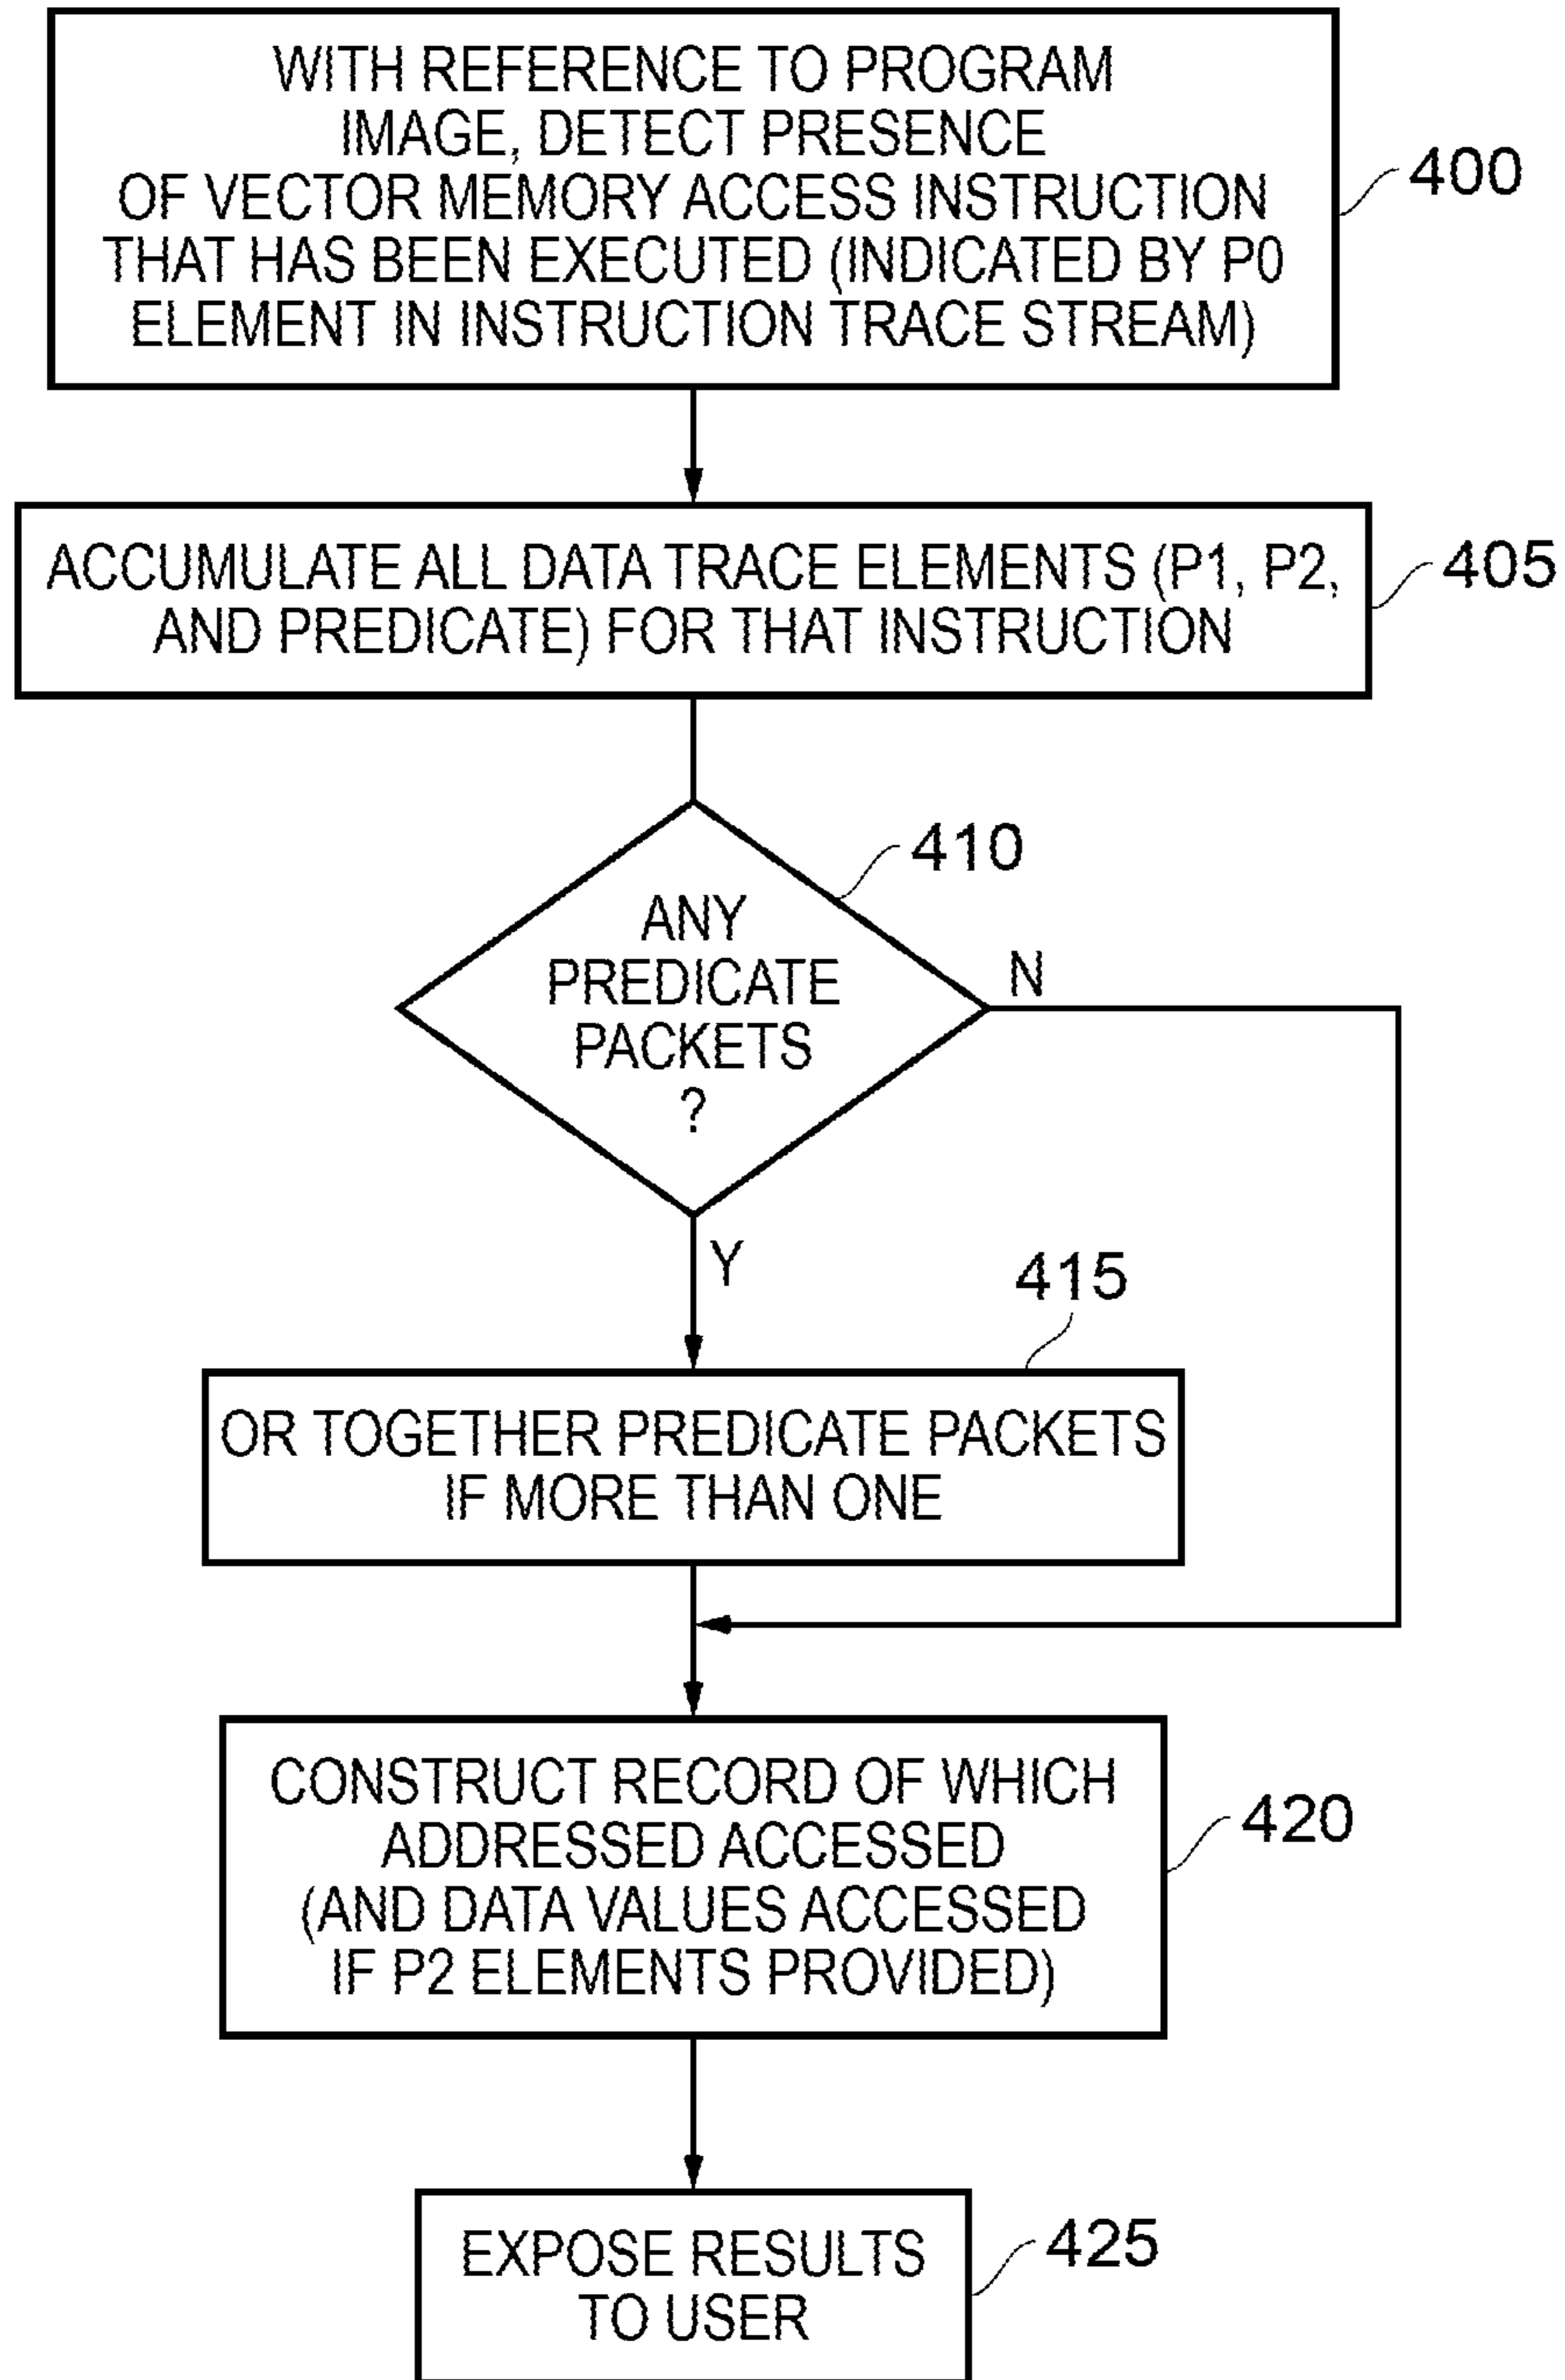 WITH REFERENCE TO PROGRAM
IMAGE, DETECT PRESENCE
OF VECTOR MEMORY ACCESS INSTRUCTION
THAT HAS BEEN EXECUTED (INDICATED BY P0
ELEMENT IN INSTRUCTION TRACE STREAM)
400
ACCUMULATE ALL DATA TRACE ELEMENTS (P1, P2,
AND PREDICATE) FOR THAT INSTRUCTION
405
410
ANY
PREDICATE
PACKETS
?
N
Y
415
OR TOGETHER PREDICATE PACKETS
IF MORE THAN ONE
CONSTRUCT RECORD OF WHICH
ADDRESSED ACCESSED
(AND DATA VALUES ACCESSED
IF P2 ELEMENTS PROVIDED)
420
EXPOSE RESULTS
TO USER
425